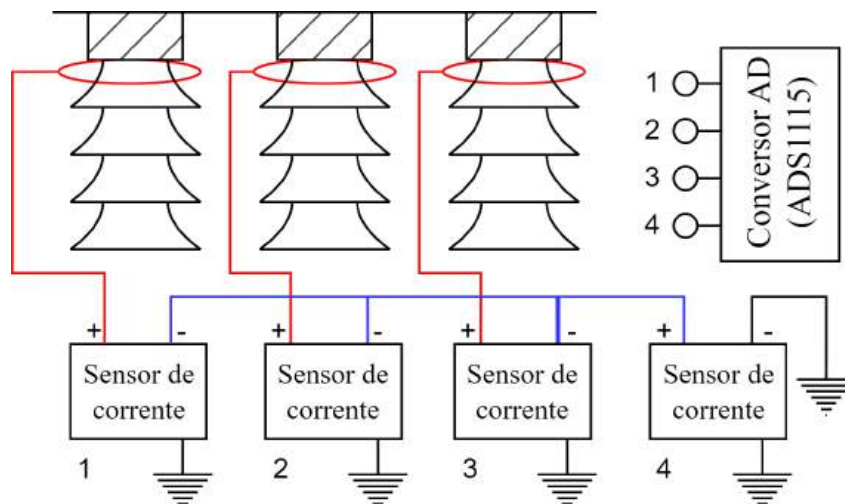 1
2
3
4
Conversor AD
(ADS1115)
+
-
+
-
+
-
+
-
Sensor de
corrente
Sensor de
corrente
Sensor de
corrente
Sensor de
corrente
1
2
3
4